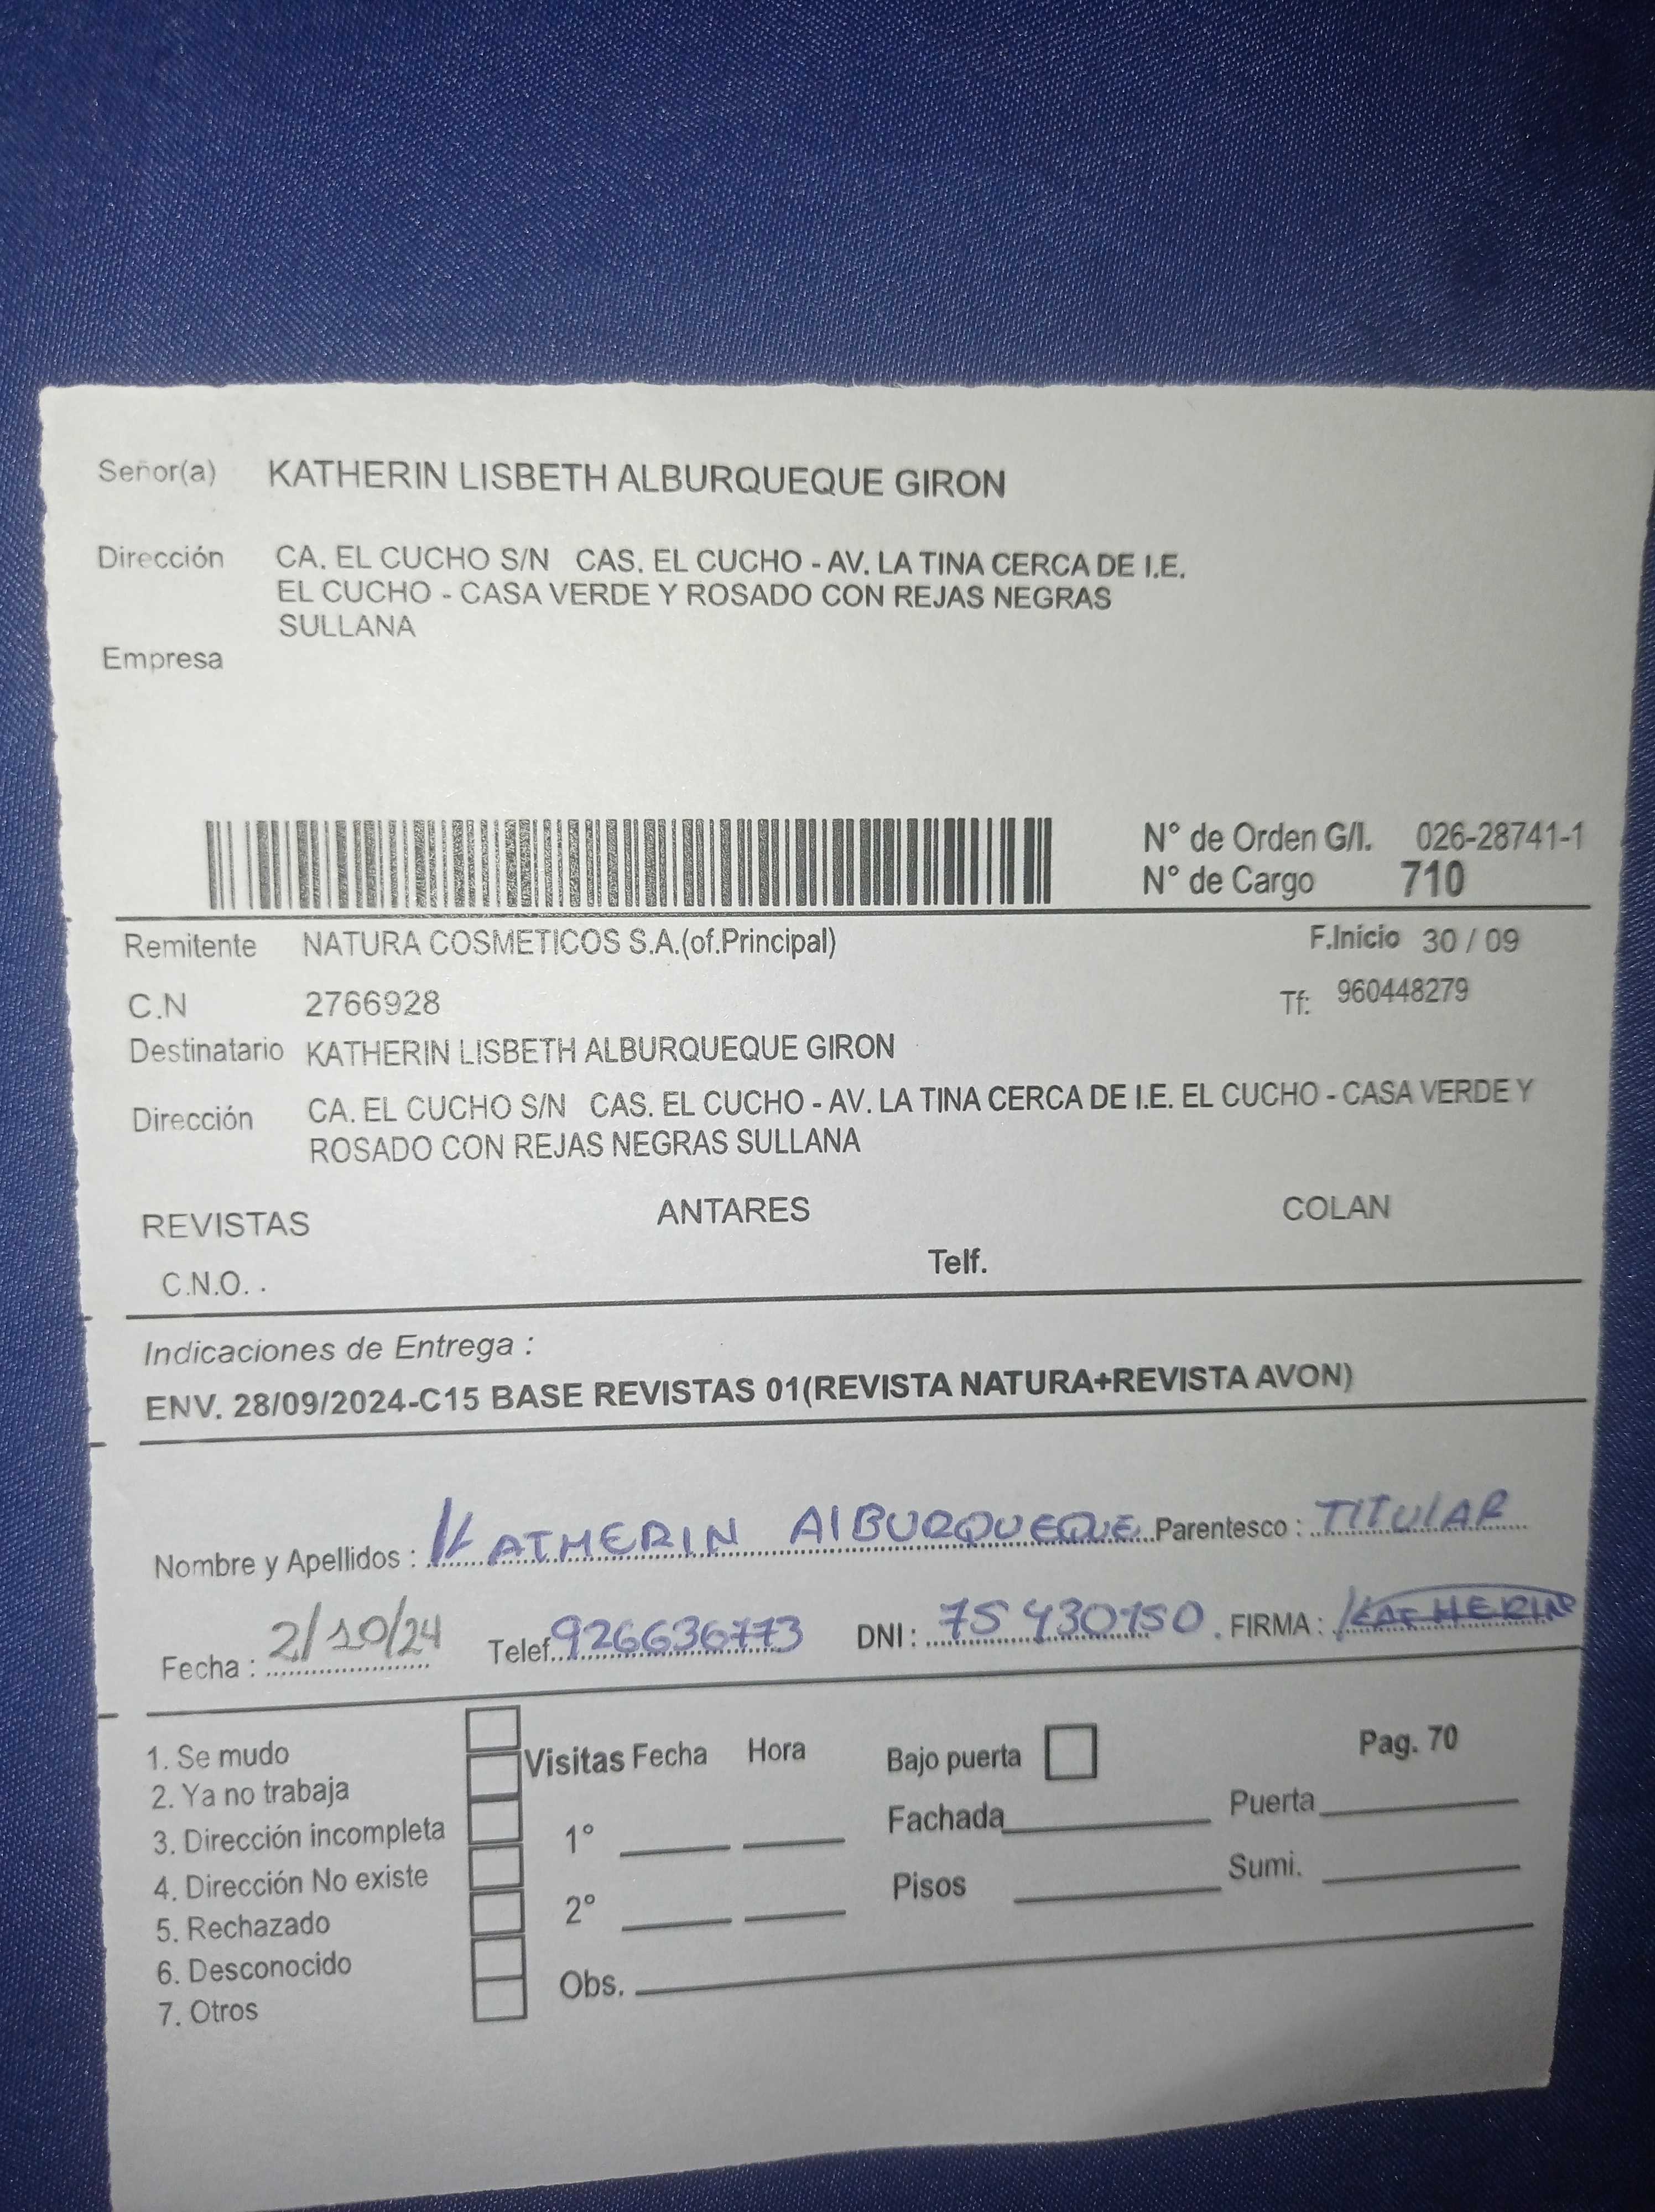 Señor(a) KATHERIN LISBETH ALBURQUEQUE GIRON
Dirección CA. EL CUCHO S/N CAS. EL CUCHO - AV. LA TINA CERCA DE I.E.
EL CUCHO - CASA VERDE Y ROSADO CON REJAS NEGRAS
SULLANA
Empresa
N° de Orden G/I. 026-28741-1
N° de Cargo 710
Remitente NATURA COSMETICOS S.A.(of.Principal) F.Inicio 30 / 09
C.N 2766928 Tf: 960448279
Destinatario KATHERIN LISBETH ALBURQUEQUE GIRON
Dirección CA. EL CUCHO S/N CAS. EL CUCHO - AV. LA TINA CERCA DE I.E. EL CUCHO - CASA VERDE Y
ROSADO CON REJAS NEGRAS SULLANA
REVISTAS ANTARES COLAN
C.N.O. . Telf.
Indicaciones de Entrega :
ENV. 28/09/2024-C15 BASE REVISTAS 01(REVISTA NATURA+REVISTA AVON)
Nombre y Apellidos : KATHERIN AlBURQUEQUE Parentesco : TITUlAR
Fecha : 2/10/24 Telef. 926636773 DNI : 75430150. FIRMA : KATHERIN
1. Se mudo Visitas Fecha Hora Bajo puerta Pag. 70
2. Ya no trabaja
3. Dirección incompleta 1° Fachada Puerta
4. Dirección No existe
5. Rechazado 2° Pisos Sumi.
6. Desconocido
7. Otros Obs.